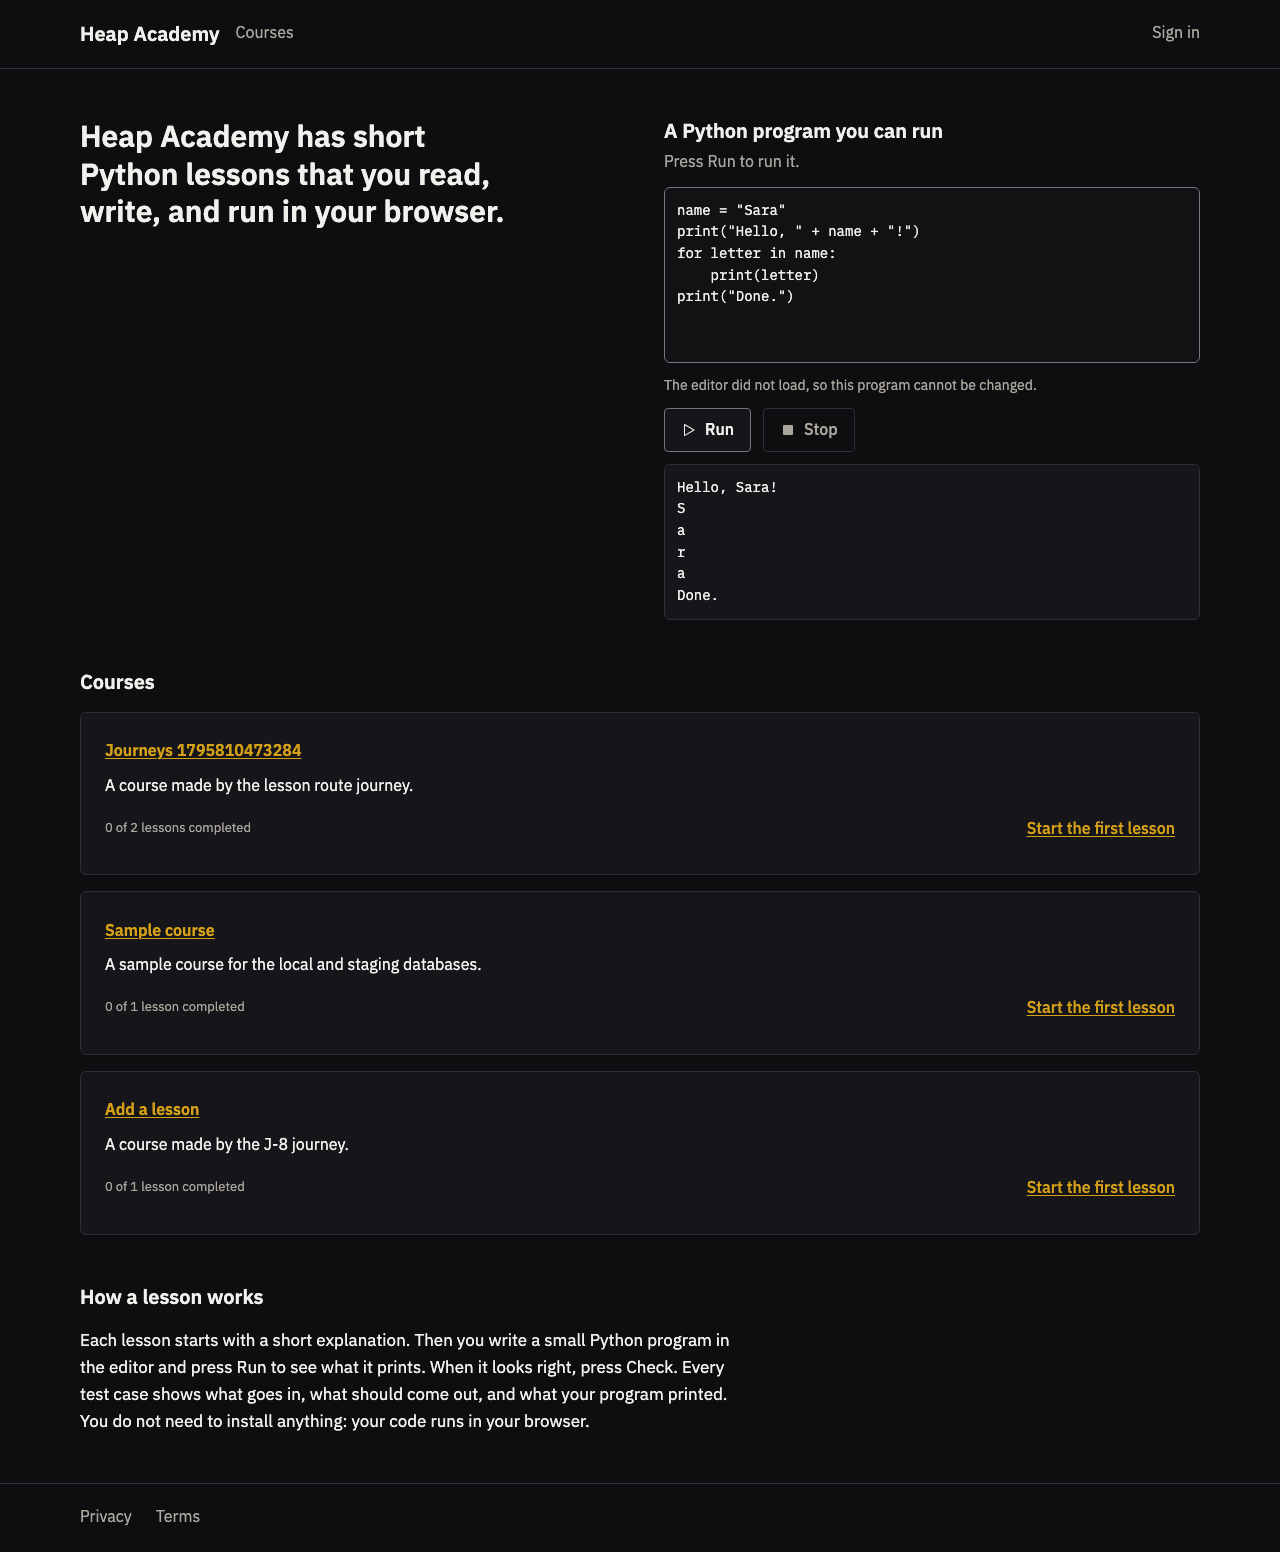 Heap Academy
Courses
Sign in
Heap Academy has short
Python lessons that you read,
write, and run in your browser.
A Python program you can run
Press Run to run it.
name = "Sara"
print("Hello, " + name + "!")
for letter in name:
    print(letter)
print("Done.")
The editor did not load, so this program cannot be changed.
Run
Stop
Hello, Sara!
S
a
r
a
Done.
Courses
Journeys 1795810473284
A course made by the lesson route journey.
0 of 2 lessons completed
Start the first lesson
Sample course
A sample course for the local and staging databases.
0 of 1 lesson completed
Start the first lesson
Add a lesson
A course made by the J-8 journey.
0 of 1 lesson completed
Start the first lesson
How a lesson works
Each lesson starts with a short explanation. Then you write a small Python program in
the editor and press Run to see what it prints. When it looks right, press Check. Every
test case shows what goes in, what should come out, and what your program printed.
You do not need to install anything: your code runs in your browser.
Privacy
Terms